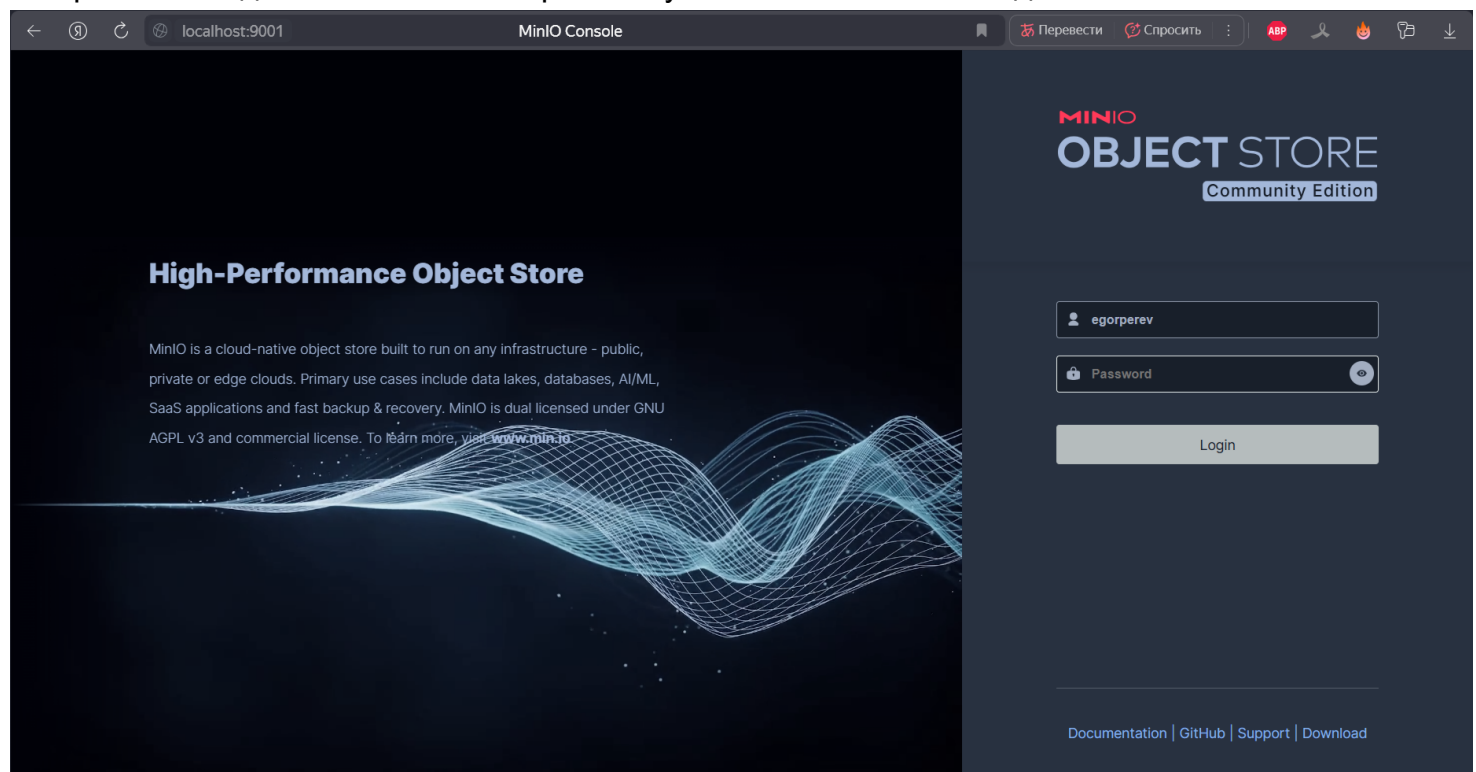 localhost:9001
MinIO Console
Перевести
Спросить
ABP
MINIO
OBJECT STORE
Community Edition
High-Performance Object Store
MinIO is a cloud-native object store built to run on any infrastructure - public,
private or edge clouds. Primary use cases include data lakes, databases, AI/ML,
SaaS applications and fast backup & recovery. MinIO is dual licensed under GNU
AGPL v3 and commercial license. To learn more, visit www.min.io.
egorperev
Password
Login
Documentation | GitHub | Support | Download